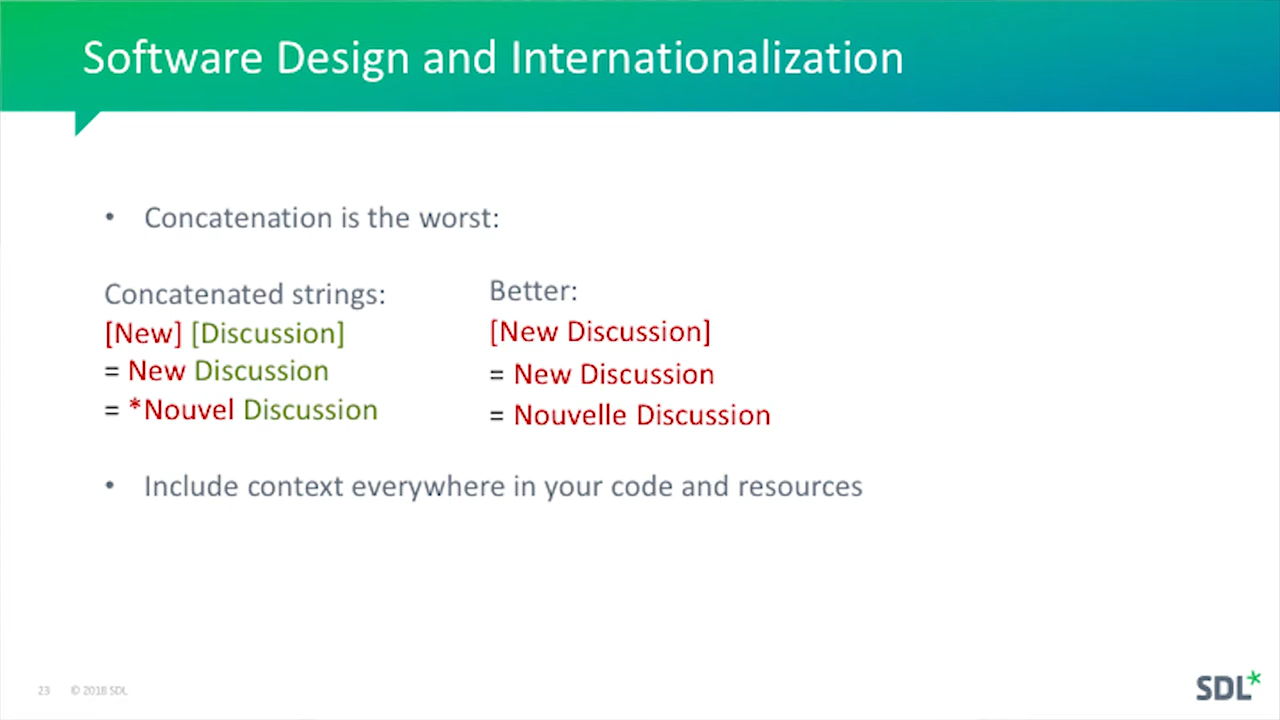 Software Design and Internationalization
• Concatenation is the worst:
Concatenated strings:
[New] [Discussion]
= New Discussion
= *Nouvel Discussion
Better:
[New Discussion]
= New Discussion
= Nouvelle Discussion
• Include context everywhere in your code and resources
23 © 2018 SDL
SDL*